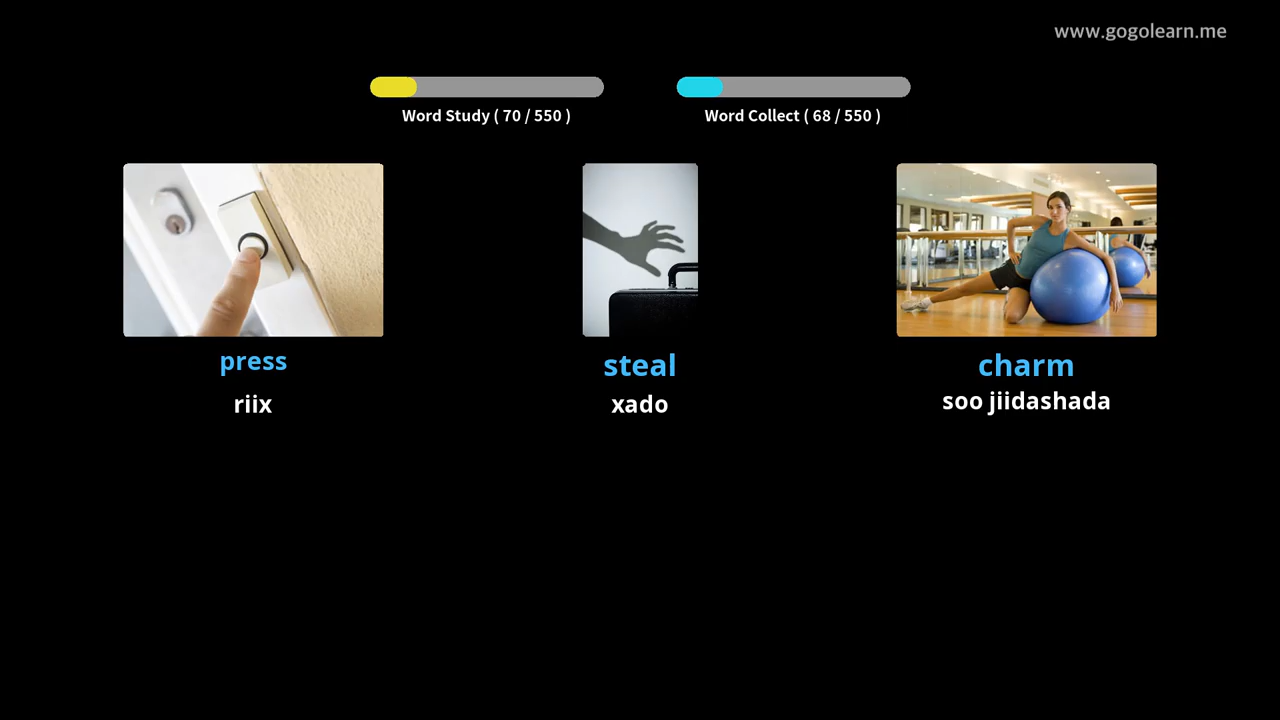 www.gogolearn.me
Word Study ( 70 / 550 )
Word Collect ( 68 / 550 )
press
steal
charm
riix
xado
soo jiidashada